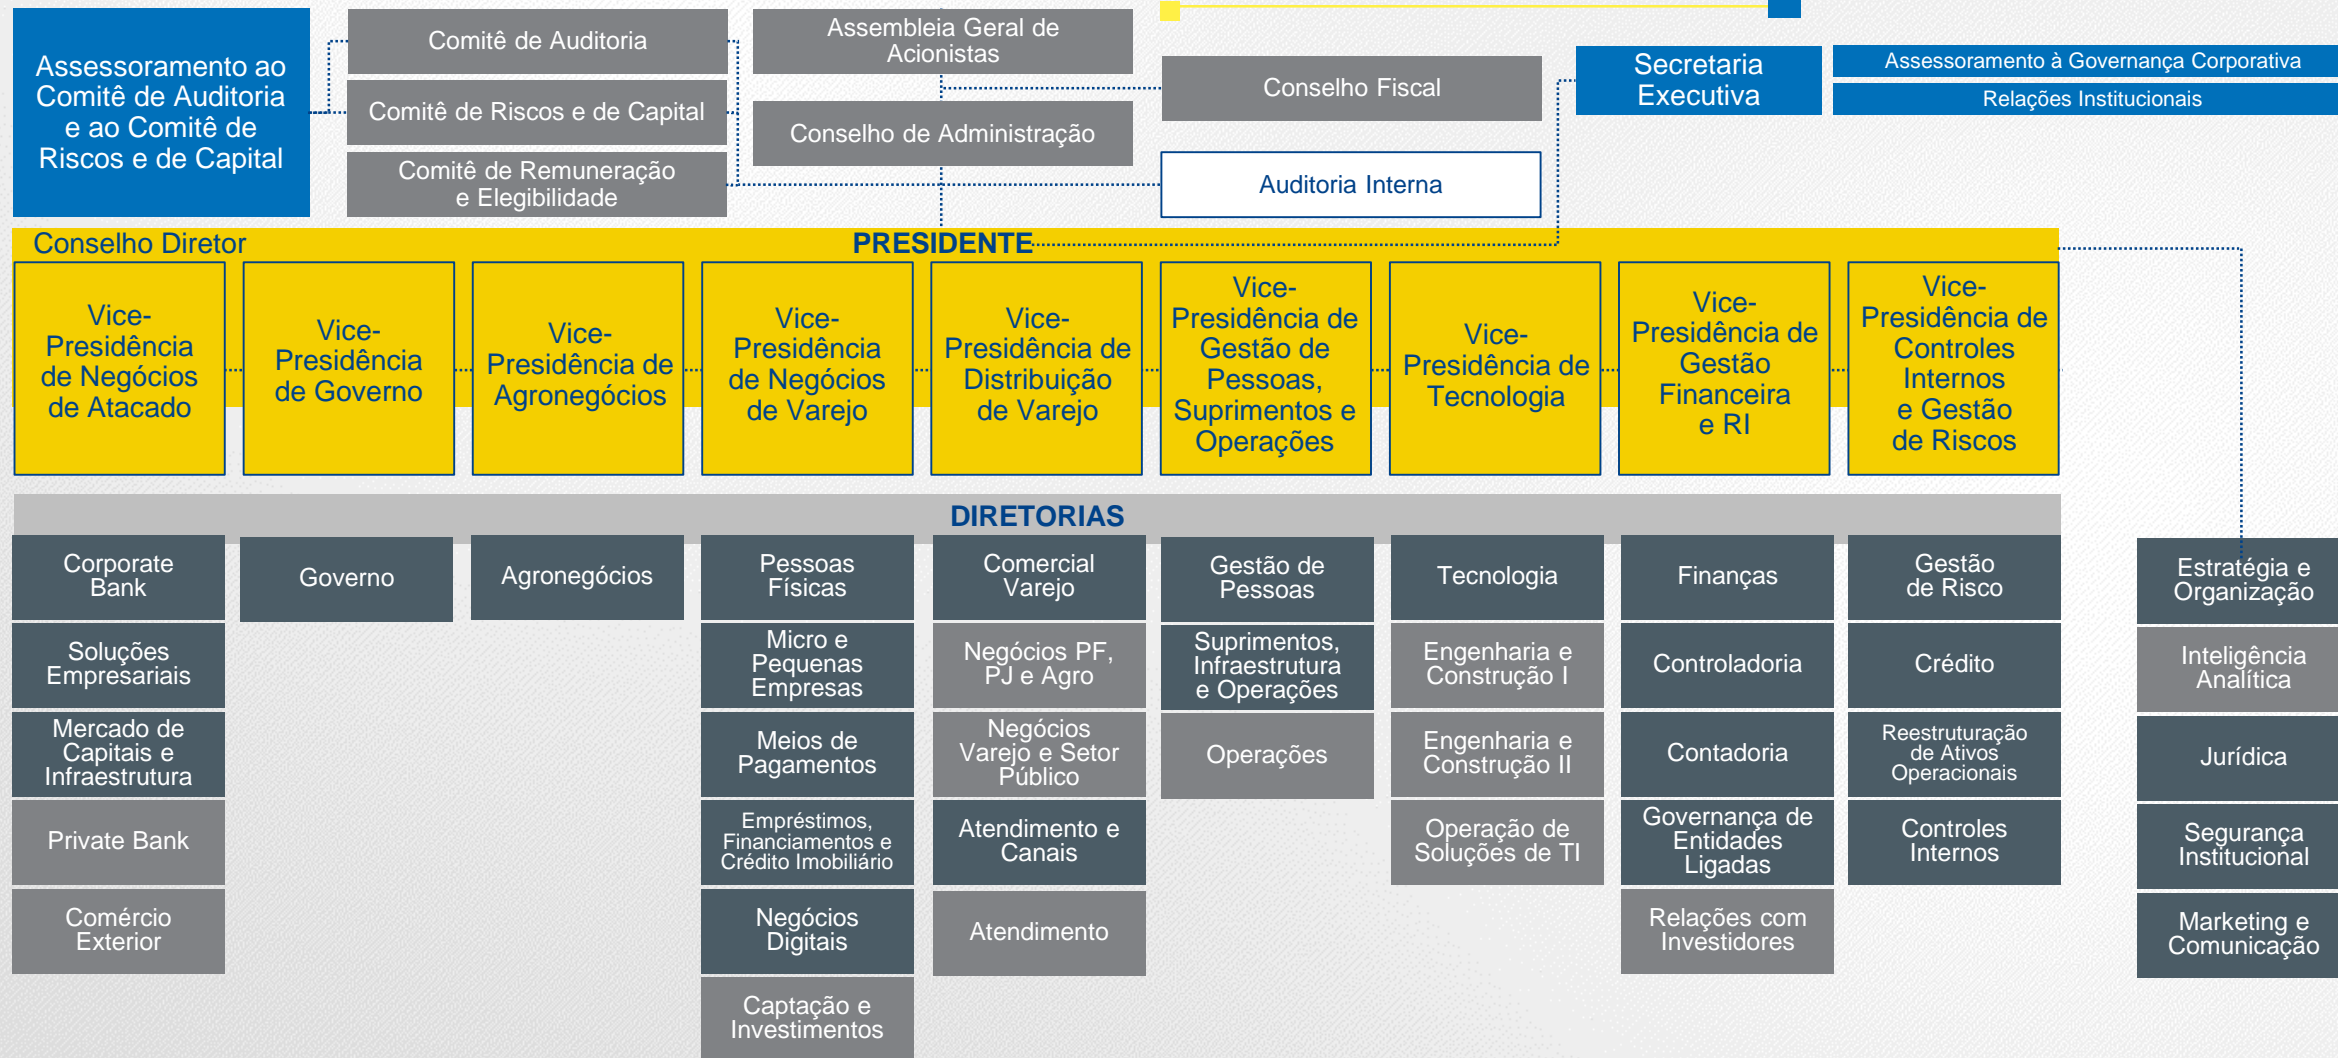 Assessoramento ao
Comitê de Auditoria
e ao Comitê de
Riscos e de Capital
Comitê de Auditoria
Comitê de Riscos e de Capital
Comitê de Remuneração
e Elegibilidade
Assembleia Geral de
Acionistas
Conselho de Administração
Conselho Fiscal
Auditoria Interna
Secretaria
Executiva
Assessoramento à Governança Corporativa
Relações Institucionais
Conselho Diretor
PRESIDENTE
Vice-
Presidência
de Negócios
de Atacado
Vice-
Presidência
de Governo
Vice-
Presidência de
Agronegócios
Vice-
Presidência
de Negócios
de Varejo
Vice-
Presidência de
Distribuição
de Varejo
Vice-
Presidência de
Gestão de
Pessoas,
Suprimentos e
Operações
Vice-
Presidência de
Tecnologia
Vice-
Presidência de
Gestão
Financeira
e RI
Vice-
Presidência de
Controles
Internos
e Gestão
de Riscos
DIRETORIAS
Corporate
Bank
Soluções
Empresariais
Mercado de
Capitais e
Infraestrutura
Private Bank
Comércio
Exterior
Governo
Agronegócios
Pessoas
Físicas
Micro e
Pequenas
Empresas
Meios de
Pagamentos
Empréstimos,
Financiamentos e
Crédito Imobiliário
Negócios
Digitais
Captação e
Investimentos
Comercial
Varejo
Negócios PF,
PJ e Agro
Negócios
Varejo e Setor
Público
Atendimento e
Canais
Atendimento
Gestão de
Pessoas
Suprimentos,
Infraestrutura
e Operações
Operações
Tecnologia
Engenharia e
Construção I
Engenharia e
Construção II
Operação de
Soluções de TI
Finanças
Controladoria
Contadoria
Governança de
Entidades
Ligadas
Relações com
Investidores
Gestão
de Risco
Crédito
Reestruturação
de Ativos
Operacionais
Controles
Internos
Estratégia e
Organização
Inteligência
Analítica
Jurídica
Segurança
Institucional
Marketing e
Comunicação